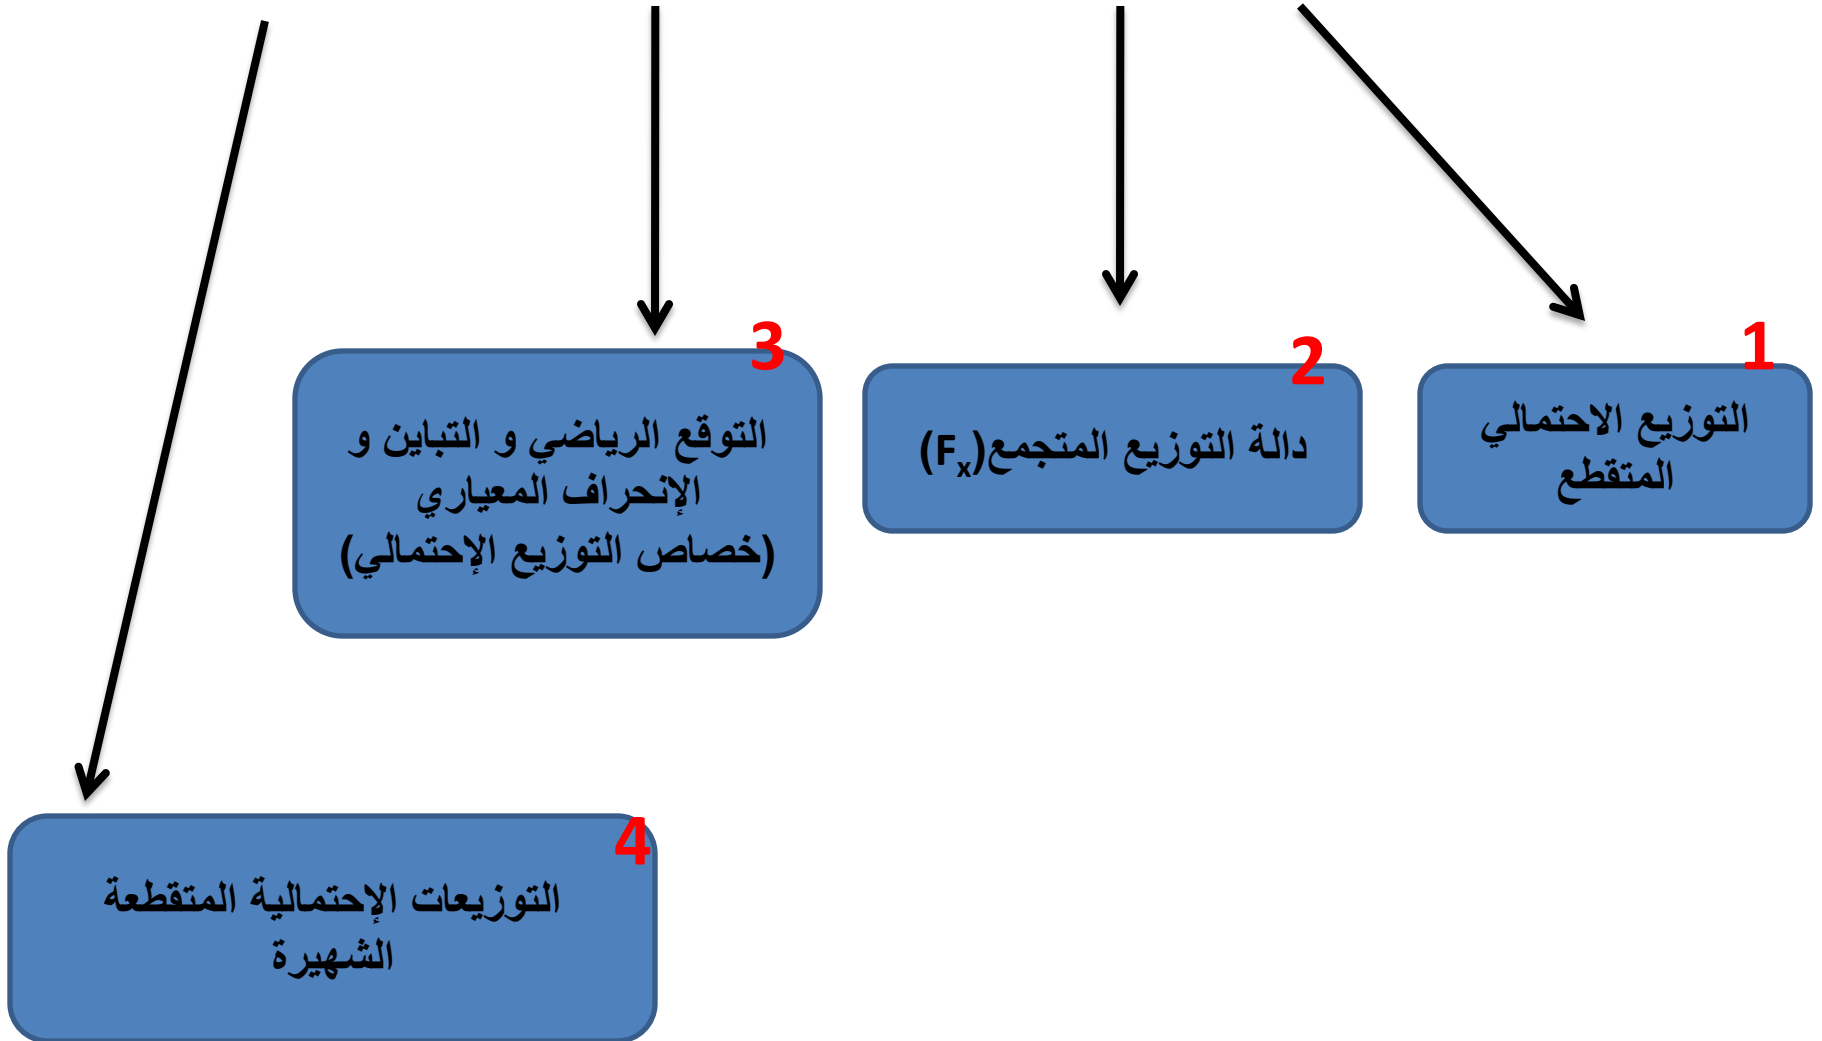 1
التوزيع الاحتمالي
المتقطع
2
دالة التوزيع المتجمع(Fx)
3
التوقع الرياضي و التباين و
الإنحراف المعياري
(خصاص التوزيع الإحتمالي)
4
التوزيعات الإحتمالية المتقطعة
الشهيرة